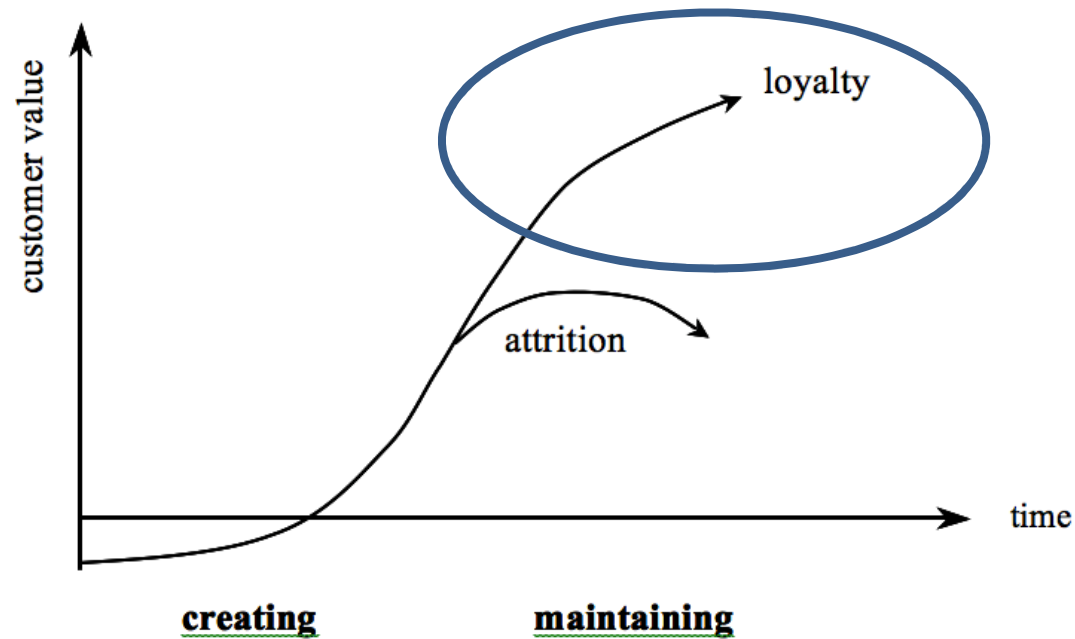 customer value
loyalty
attrition
time
creating
maintaining